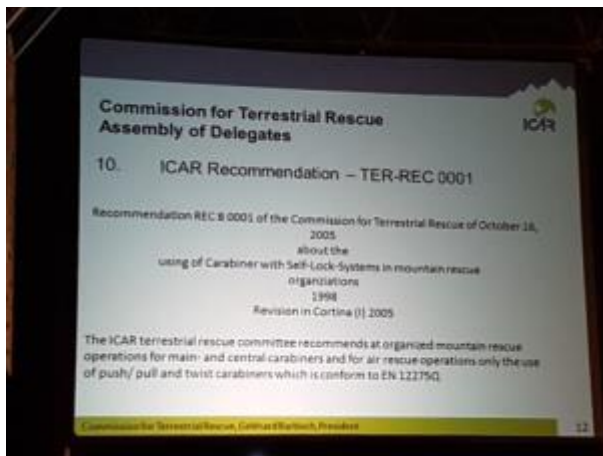 Commission for Terrestrial Rescue
Assembly of Delegates
ICAR
10. ICAR Recommendation – TER-REC 0001
Recommendation REC B 0001 of the Commission for Terrestrial Rescue of October 18,
2005
about the
using of Carabiner with Self-Lock-Systems in mountain rescue
organziations
1998
Revision in Cortina (I) 2005
The ICAR terrestrial rescue committee recommends at organized mountain rescue
operations for main- and central carabiners and for air rescue operations only the use
of push/ pull and twist carabiners which is conform to EN 12275Q.
Commission for Terrestrial Rescue, Gebhard Barbisch, President
12